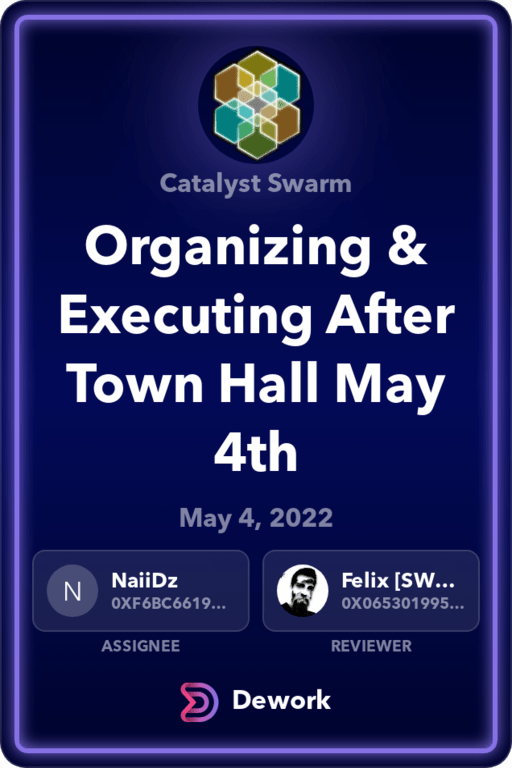 Catalyst Swarm
Organizing &
Executing After
Town Hall May
4th
May 4, 2022
N
NaiiDz
0XF6BC6619...
ASSIGNEE
Felix [SW...
0X065301995...
REVIEWER
Dework